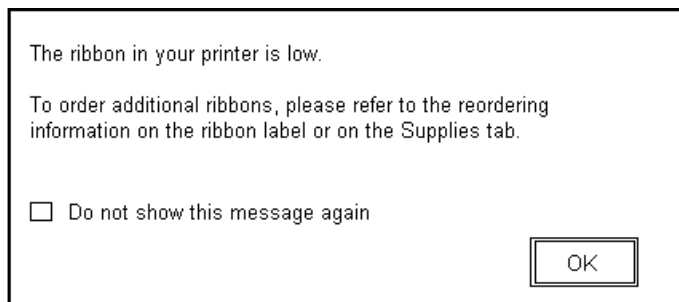 The ribbon in your printer is low.
To order additional ribbons, please refer to the reordering
information on the ribbon label or on the Supplies tab.
Do not show this message again
OK